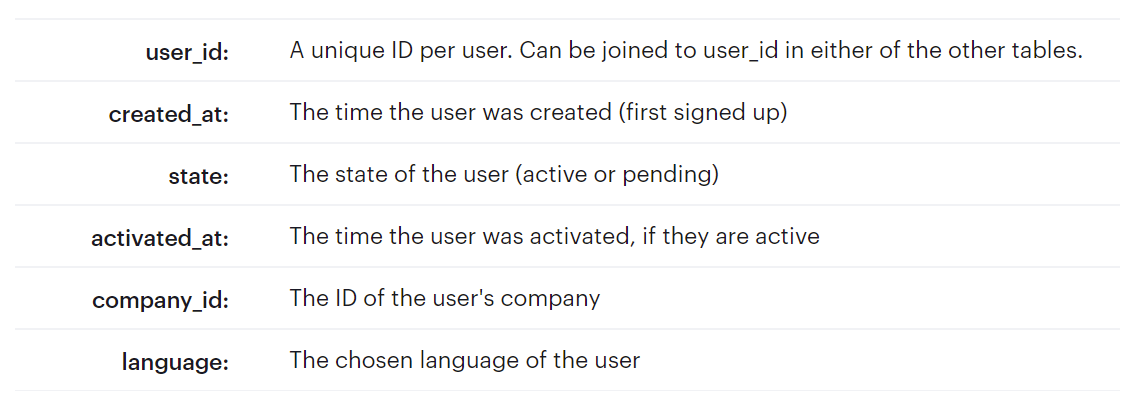 user_id: A unique ID per user. Can be joined to user_id in either of the other tables.
created_at: The time the user was created (first signed up)
state: The state of the user (active or pending)
activated_at: The time the user was activated, if they are active
company_id: The ID of the user's company
language: The chosen language of the user